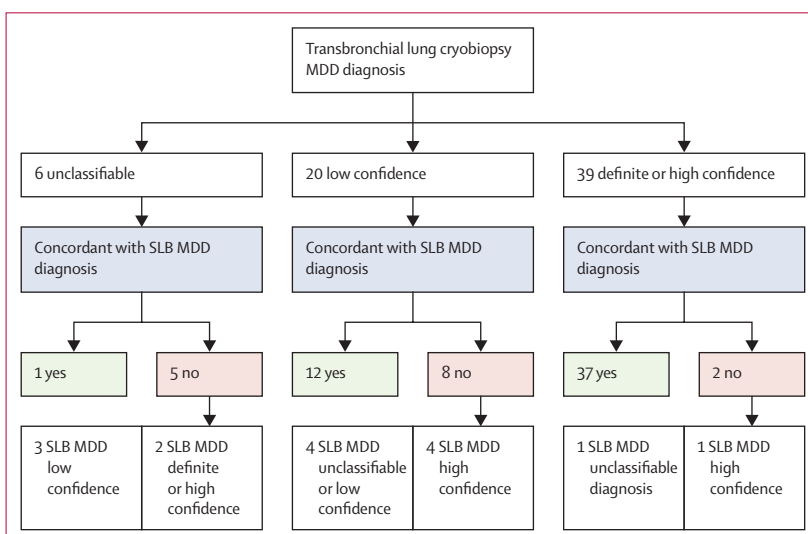 Transbronchial lung cryobiopsy
MDD diagnosis
6 unclassifiable
20 low confidence
39 definite or high confidence
Concordant with SLB MDD
diagnosis
Concordant with SLB MDD
diagnosis
Concordant with SLB MDD
diagnosis
1 yes
5 no
12 yes
8 no
37 yes
2 no
3 SLB MDD
low
confidence
2 SLB MDD
definite
or high
confidence
4 SLB MDD
unclassifiable
or low
confidence
4 SLB MDD
high
confidence
1 SLB MDD
unclassifiable
diagnosis
1 SLB MDD
high
confidence